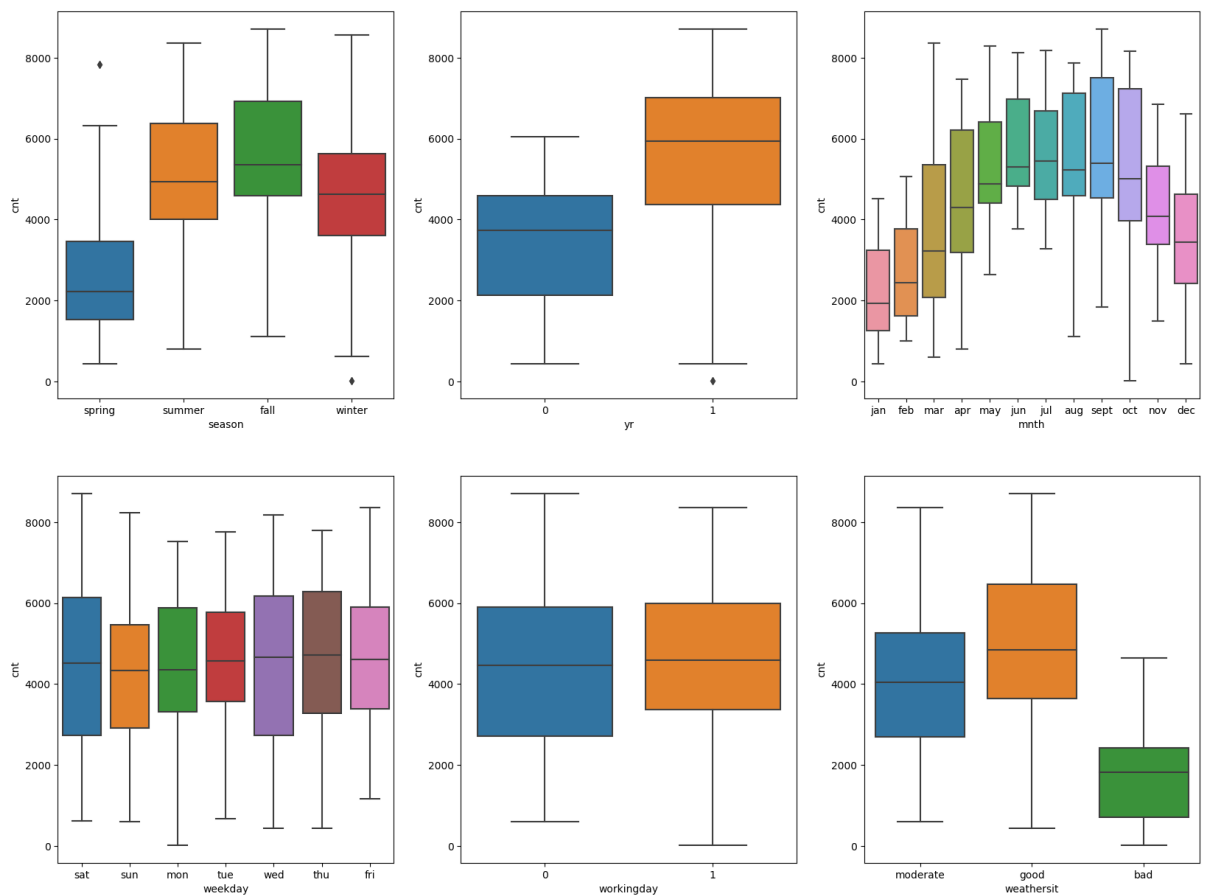 8000
6000
4000
2000
0
cnt
spring summer fall winter
season
8000
6000
4000
2000
0
cnt
0 1
yr
8000
6000
4000
2000
0
cnt
jan feb mar apr may jun jul aug sept oct nov dec
mnth
8000
6000
4000
2000
0
cnt
sat sun mon tue wed thu fri
weekday
8000
6000
4000
2000
0
cnt
0 1
workingday
8000
6000
4000
2000
0
cnt
moderate good bad
weathersit